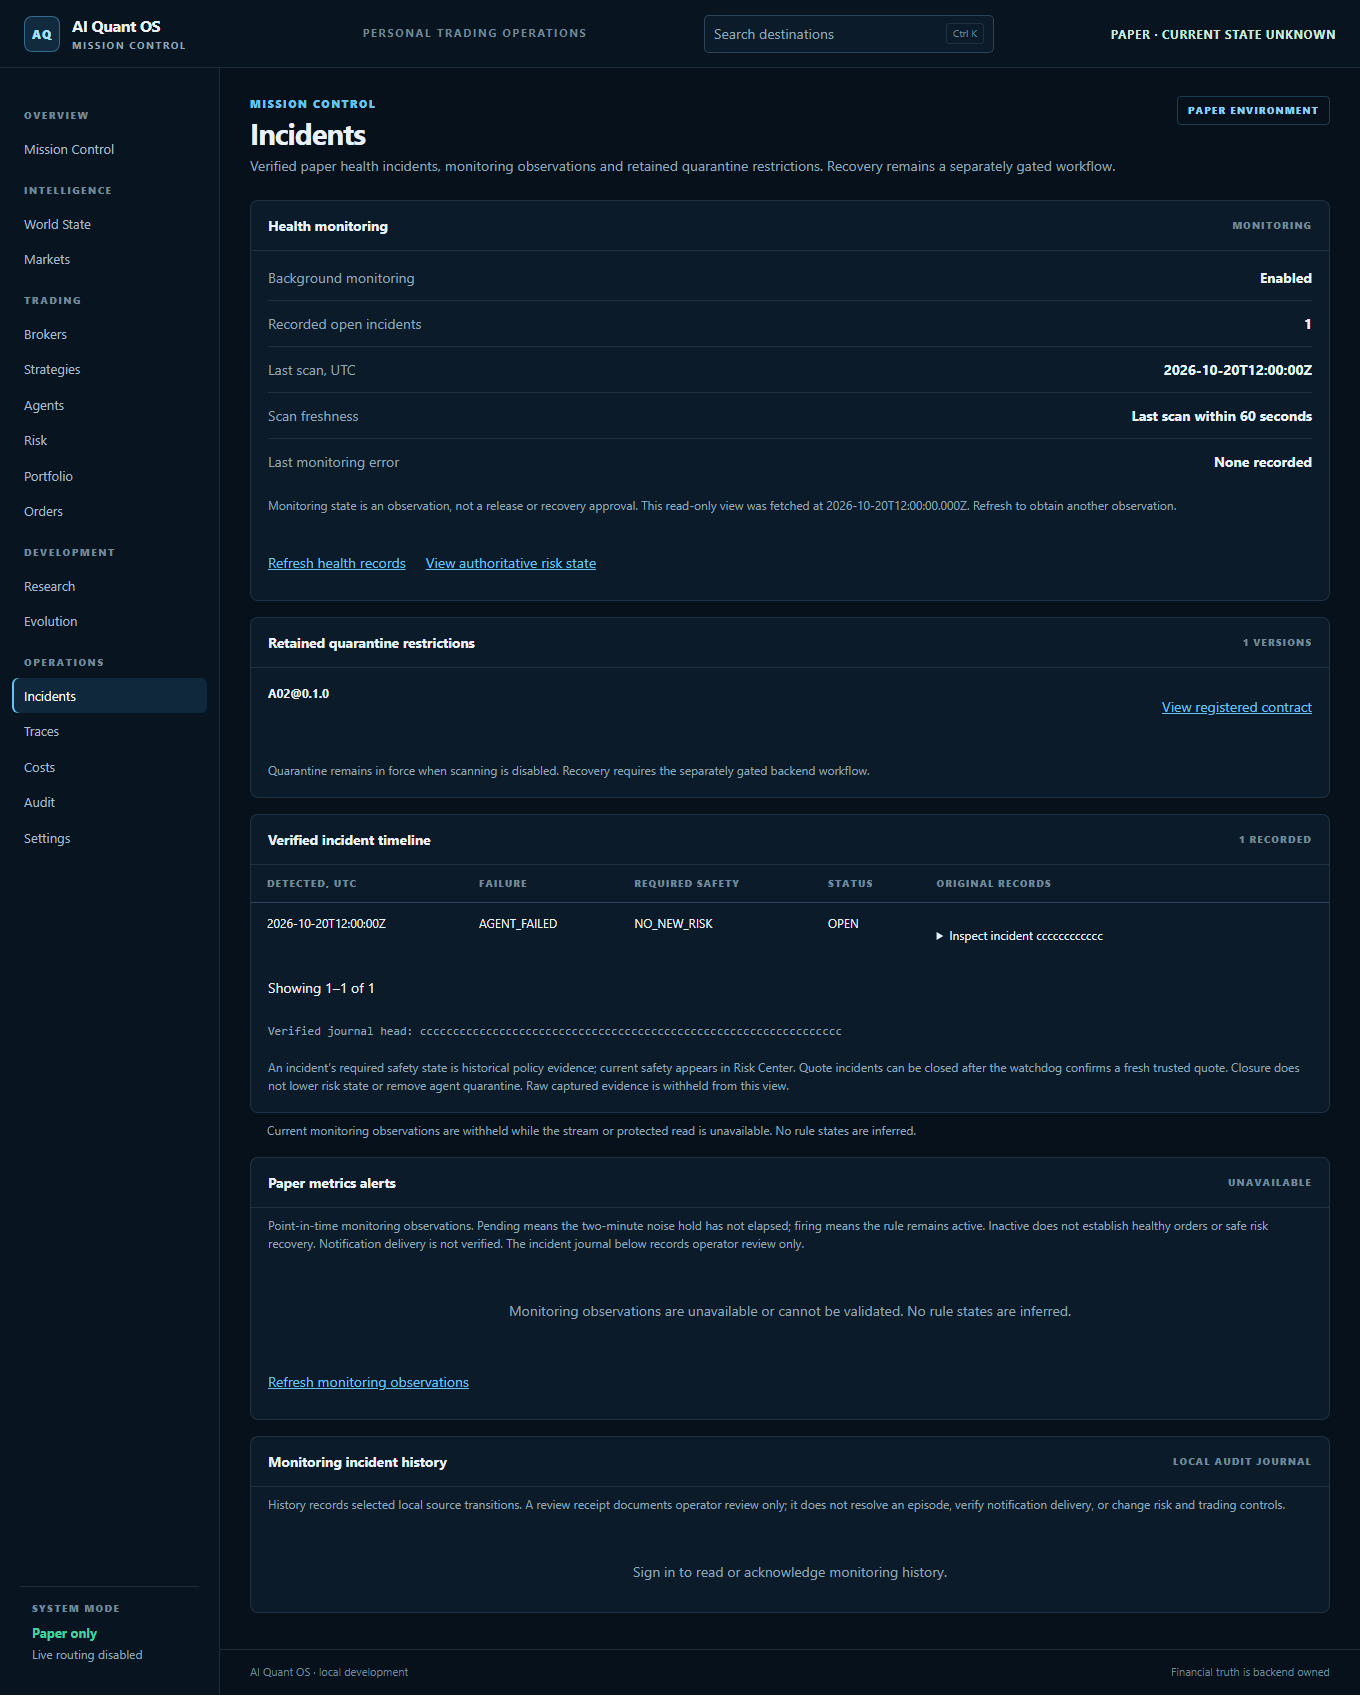 AQ
AI Quant OS
MISSION CONTROL
PERSONAL TRADING OPERATIONS
Search destinations
Ctrl K
PAPER · CURRENT STATE UNKNOWN
OVERVIEW
Mission Control
INTELLIGENCE
World State
Markets
TRADING
Brokers
Strategies
Agents
Risk
Portfolio
Orders
DEVELOPMENT
Research
Evolution
OPERATIONS
Incidents
Traces
Costs
Audit
Settings
SYSTEM MODE
Paper only
Live routing disabled
MISSION CONTROL
Incidents
Verified paper health incidents, monitoring observations and retained quarantine restrictions. Recovery remains a separately gated workflow.
PAPER ENVIRONMENT
Health monitoring
MONITORING
Background monitoring
Enabled
Recorded open incidents
1
Last scan, UTC
2026-10-20T12:00:00Z
Scan freshness
Last scan within 60 seconds
Last monitoring error
None recorded
Monitoring state is an observation, not a release or recovery approval. This read-only view was fetched at 2026-10-20T12:00:00.000Z. Refresh to obtain another observation.
Refresh health records
View authoritative risk state
Retained quarantine restrictions
1 VERSIONS
A02@0.1.0
View registered contract
Quarantine remains in force when scanning is disabled. Recovery requires the separately gated backend workflow.
Verified incident timeline
1 RECORDED
DETECTED, UTC
FAILURE
REQUIRED SAFETY
STATUS
ORIGINAL RECORDS
2026-10-20T12:00:00Z
AGENT_FAILED
NO_NEW_RISK
OPEN
▶ Inspect incident cccccccccccc
Showing 1–1 of 1
Verified journal head: cccccccccccccccccccccccccccccccccccccccccccccccccccccccccccccccc
An incident's required safety state is historical policy evidence; current safety appears in Risk Center. Quote incidents can be closed after the watchdog confirms a fresh trusted quote. Closure does
not lower risk state or remove agent quarantine. Raw captured evidence is withheld from this view.
Current monitoring observations are withheld while the stream or protected read is unavailable. No rule states are inferred.
Paper metrics alerts
UNAVAILABLE
Point-in-time monitoring observations. Pending means the two-minute noise hold has not elapsed; firing means the rule remains active. Inactive does not establish healthy orders or safe risk
recovery. Notification delivery is not verified. The incident journal below records operator review only.
Monitoring observations are unavailable or cannot be validated. No rule states are inferred.
Refresh monitoring observations
Monitoring incident history
LOCAL AUDIT JOURNAL
History records selected local source transitions. A review receipt documents operator review only; it does not resolve an episode, verify notification delivery, or change risk and trading controls.
Sign in to read or acknowledge monitoring history.
AI Quant OS · local development
Financial truth is backend owned